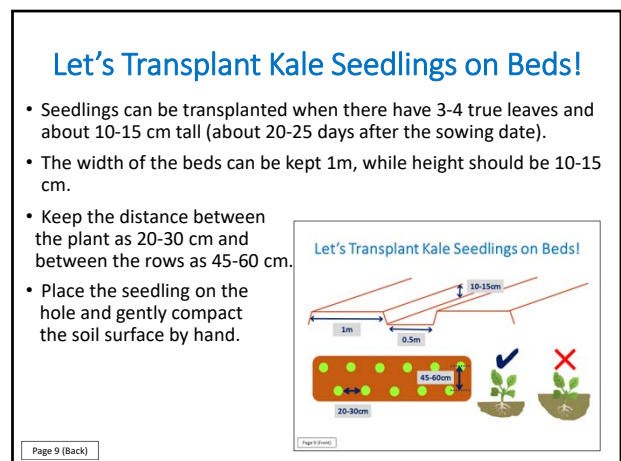 Let's Transplant Kale Seedlings on Beds!
• Seedlings can be transplanted when there have 3-4 true leaves and
about 10-15 cm tall (about 20-25 days after the sowing date).
• The width of the beds can be kept 1m, while height should be 10-15
cm.
• Keep the distance between
the plant as 20-30 cm and
between the rows as 45-60 cm.
• Place the seedling on the
hole and gently compact
the soil surface by hand.
Let's Transplant Kale Seedlings on Beds!
10-15cm
1m
0.5m
45-60cm
20-30cm
Page 9 (Front)
Page 9 (Back)